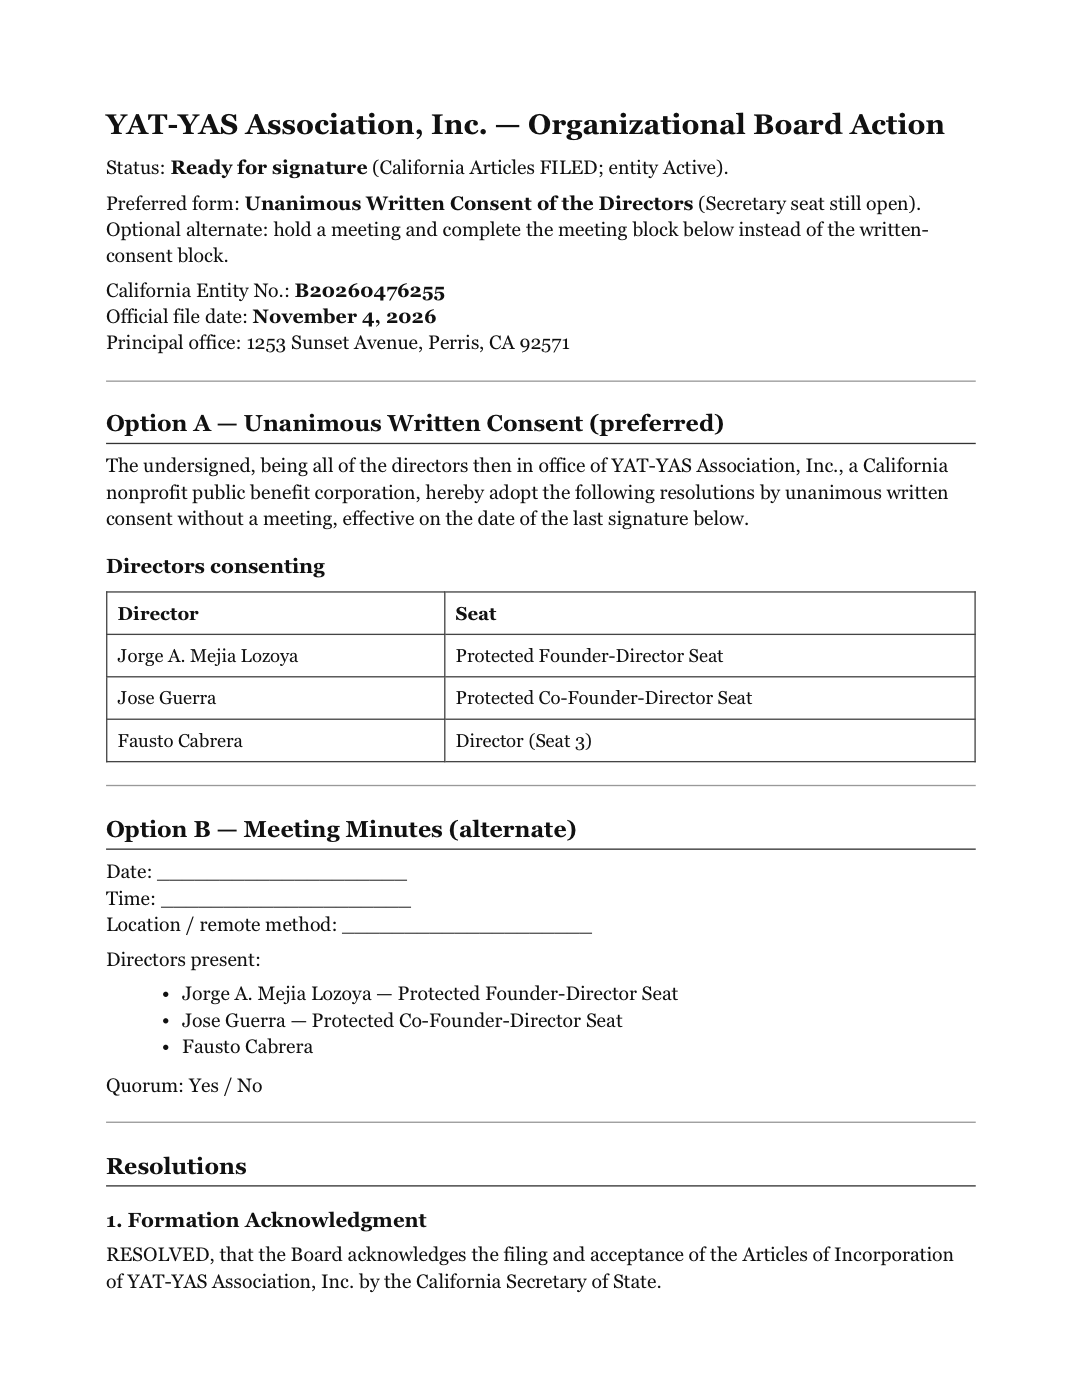 YAT-YAS Association, Inc. — Organizational Board Action
Status: Ready for signature (California Articles FILED; entity Active).
Preferred form: Unanimous Written Consent of the Directors (Secretary seat still open).
Optional alternate: hold a meeting and complete the meeting block below instead of the written-
consent block.
California Entity No.: B20260476255
Official file date: November 4, 2026
Principal office: 1253 Sunset Avenue, Perris, CA 92571
Option A — Unanimous Written Consent (preferred)
The undersigned, being all of the directors then in office of YAT-YAS Association, Inc., a California
nonprofit public benefit corporation, hereby adopt the following resolutions by unanimous written
consent without a meeting, effective on the date of the last signature below.
Directors consenting
Director Seat
Jorge A. Mejia Lozoya Protected Founder-Director Seat
Jose Guerra Protected Co-Founder-Director Seat
Fausto Cabrera Director (Seat 3)
Option B — Meeting Minutes (alternate)
Date: _________________________
Time: _________________________
Location / remote method: _________________________
Directors present:
• Jorge A. Mejia Lozoya — Protected Founder-Director Seat
• Jose Guerra — Protected Co-Founder-Director Seat
• Fausto Cabrera
Quorum: Yes / No
Resolutions
1. Formation Acknowledgment
RESOLVED, that the Board acknowledges the filing and acceptance of the Articles of Incorporation
of YAT-YAS Association, Inc. by the California Secretary of State.